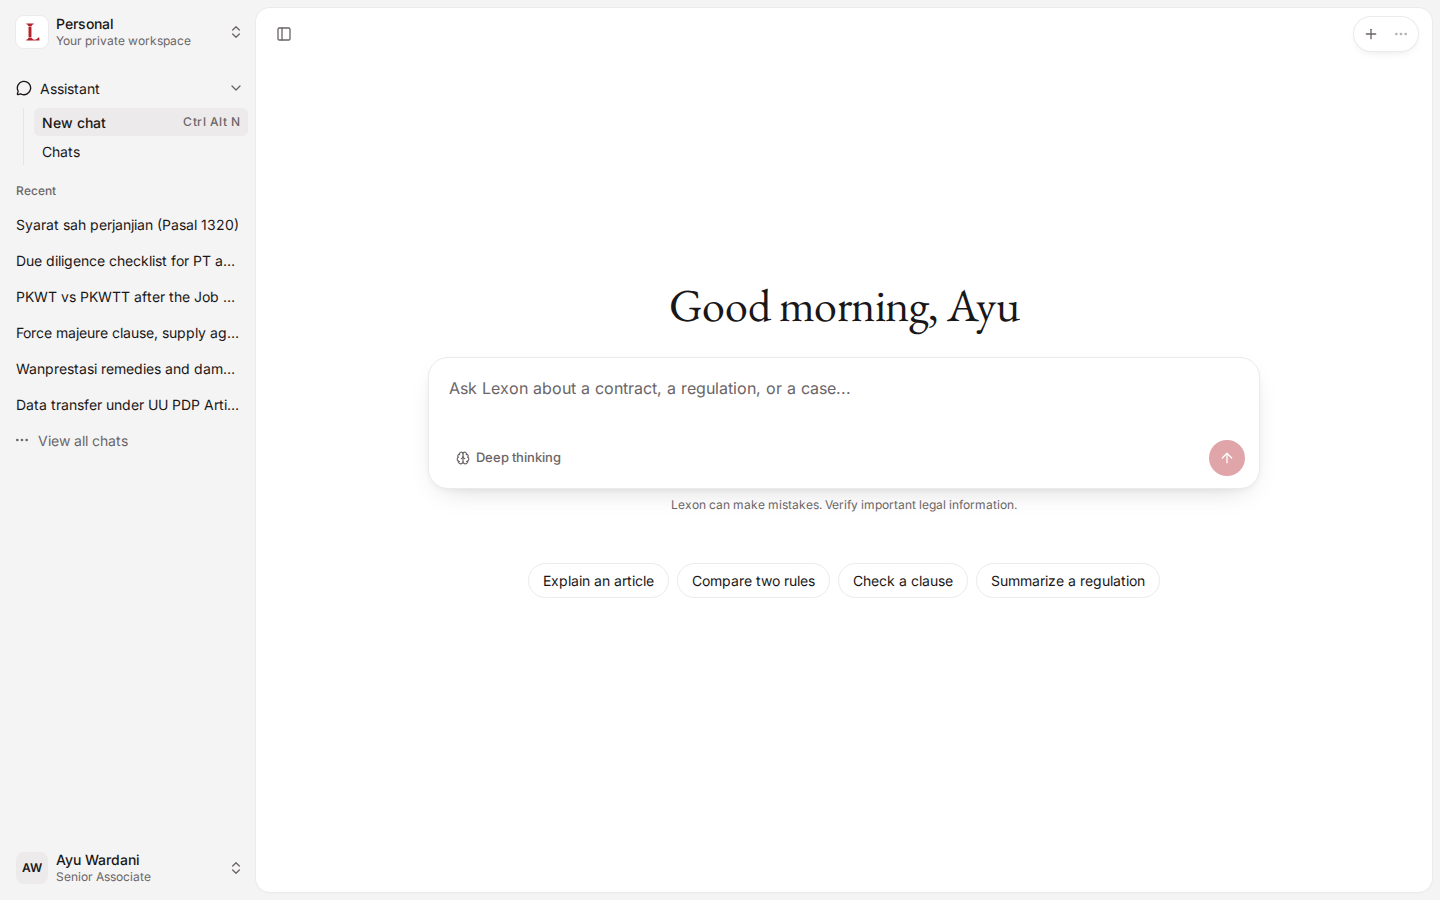 L
Personal
Your private workspace
Assistant
New chat
Ctrl Alt N
Chats
Recent
Syarat sah perjanjian (Pasal 1320)
Due diligence checklist for PT a...
PKWT vs PKWTT after the Job ...
Force majeure clause, supply ag...
Wanprestasi remedies and dam...
Data transfer under UU PDP Arti...
View all chats
AW
Ayu Wardani
Senior Associate
Good morning, Ayu
Ask Lexon about a contract, a regulation, or a case...
Deep thinking
Lexon can make mistakes. Verify important legal information.
Explain an article
Compare two rules
Check a clause
Summarize a regulation